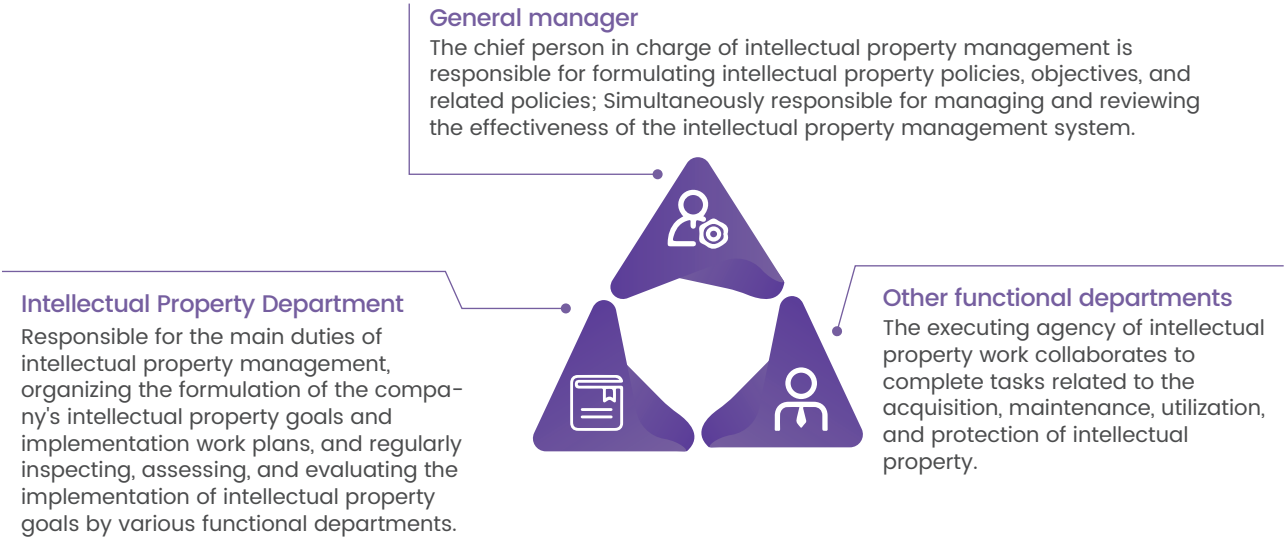 General manager
The chief person in charge of intellectual property management is
responsible for formulating intellectual property policies, objectives, and
related policies; Simultaneously responsible for managing and reviewing
the effectiveness of the intellectual property management system.
Intellectual Property Department
Responsible for the main duties of
intellectual property management,
organizing the formulation of the compa-
ny's intellectual property goals and
implementation work plans, and regularly
inspecting, assessing, and evaluating the
implementation of intellectual property
goals by various functional departments.
Other functional departments
The executing agency of intellectual
property work collaborates to
complete tasks related to the
acquisition, maintenance, utilization,
and protection of intellectual
property.